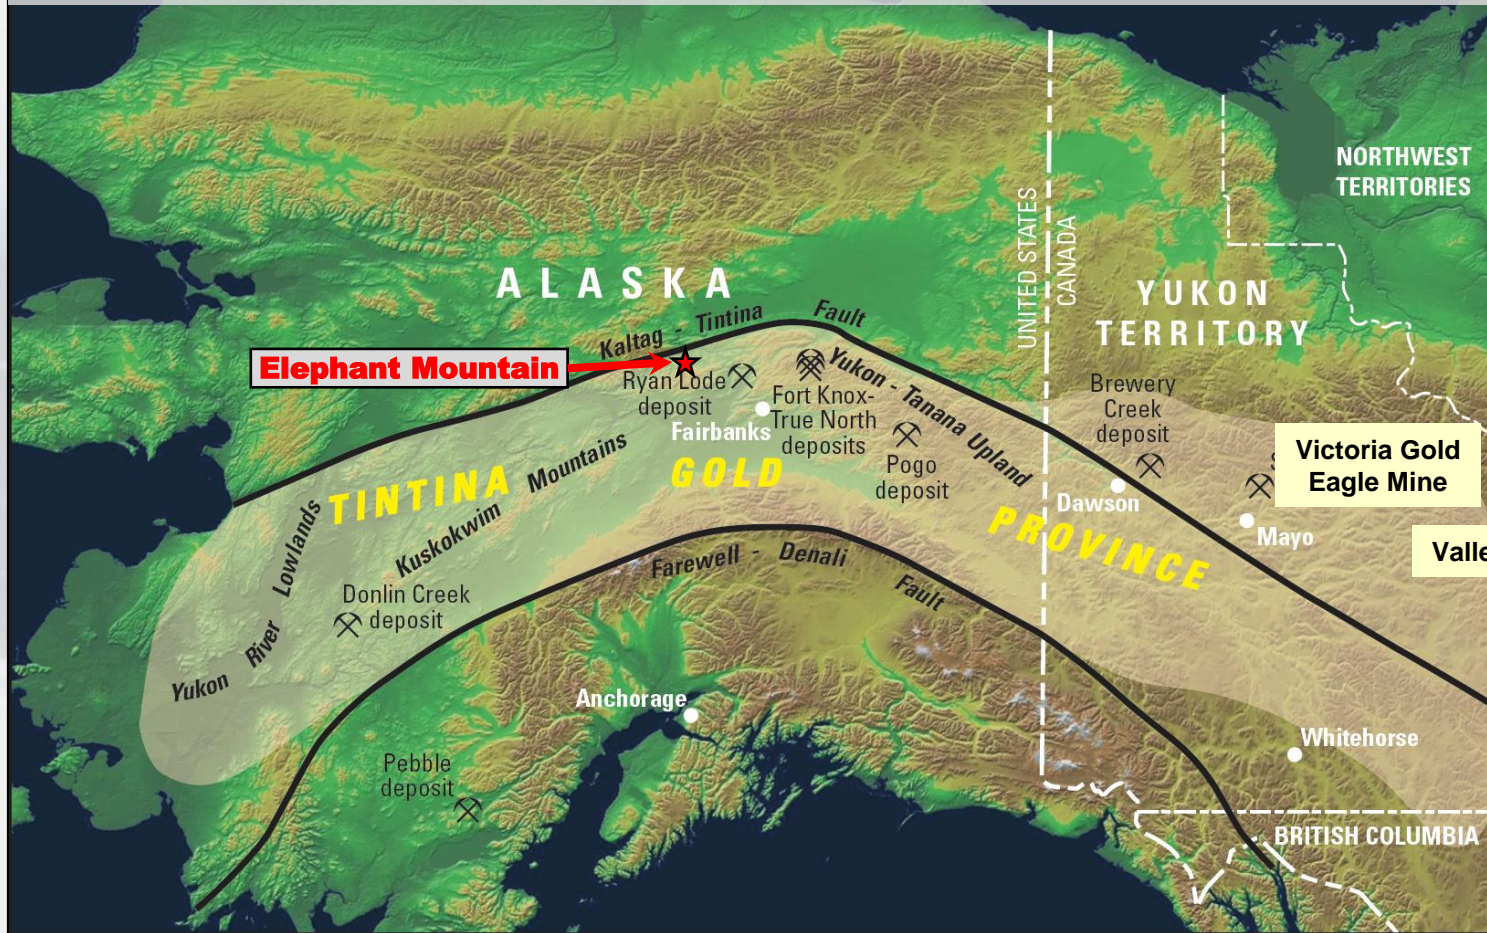 NORTHWEST
TERRITORIES
UNITED STATES
CANADA
ALASKA
YUKON
TERRITORY
Kaltag - Tintina Fault
Elephant Mountain
Ryan Lode
deposit
Fort Knox-
True North
deposits
Yukon - Tanana Upland
Brewery
Creek
deposit
Fairbanks
Victoria Gold
Eagle Mine
Pogo
deposit
TINTINA GOLD PROVINCE
Kuskokwim Mountains
Dawson
Mayo
Valle
Yukon River Lowlands
Donlin Creek
deposit
Farewell - Denali Fault
Anchorage
Whitehorse
Pebble
deposit
BRITISH COLUMBIA